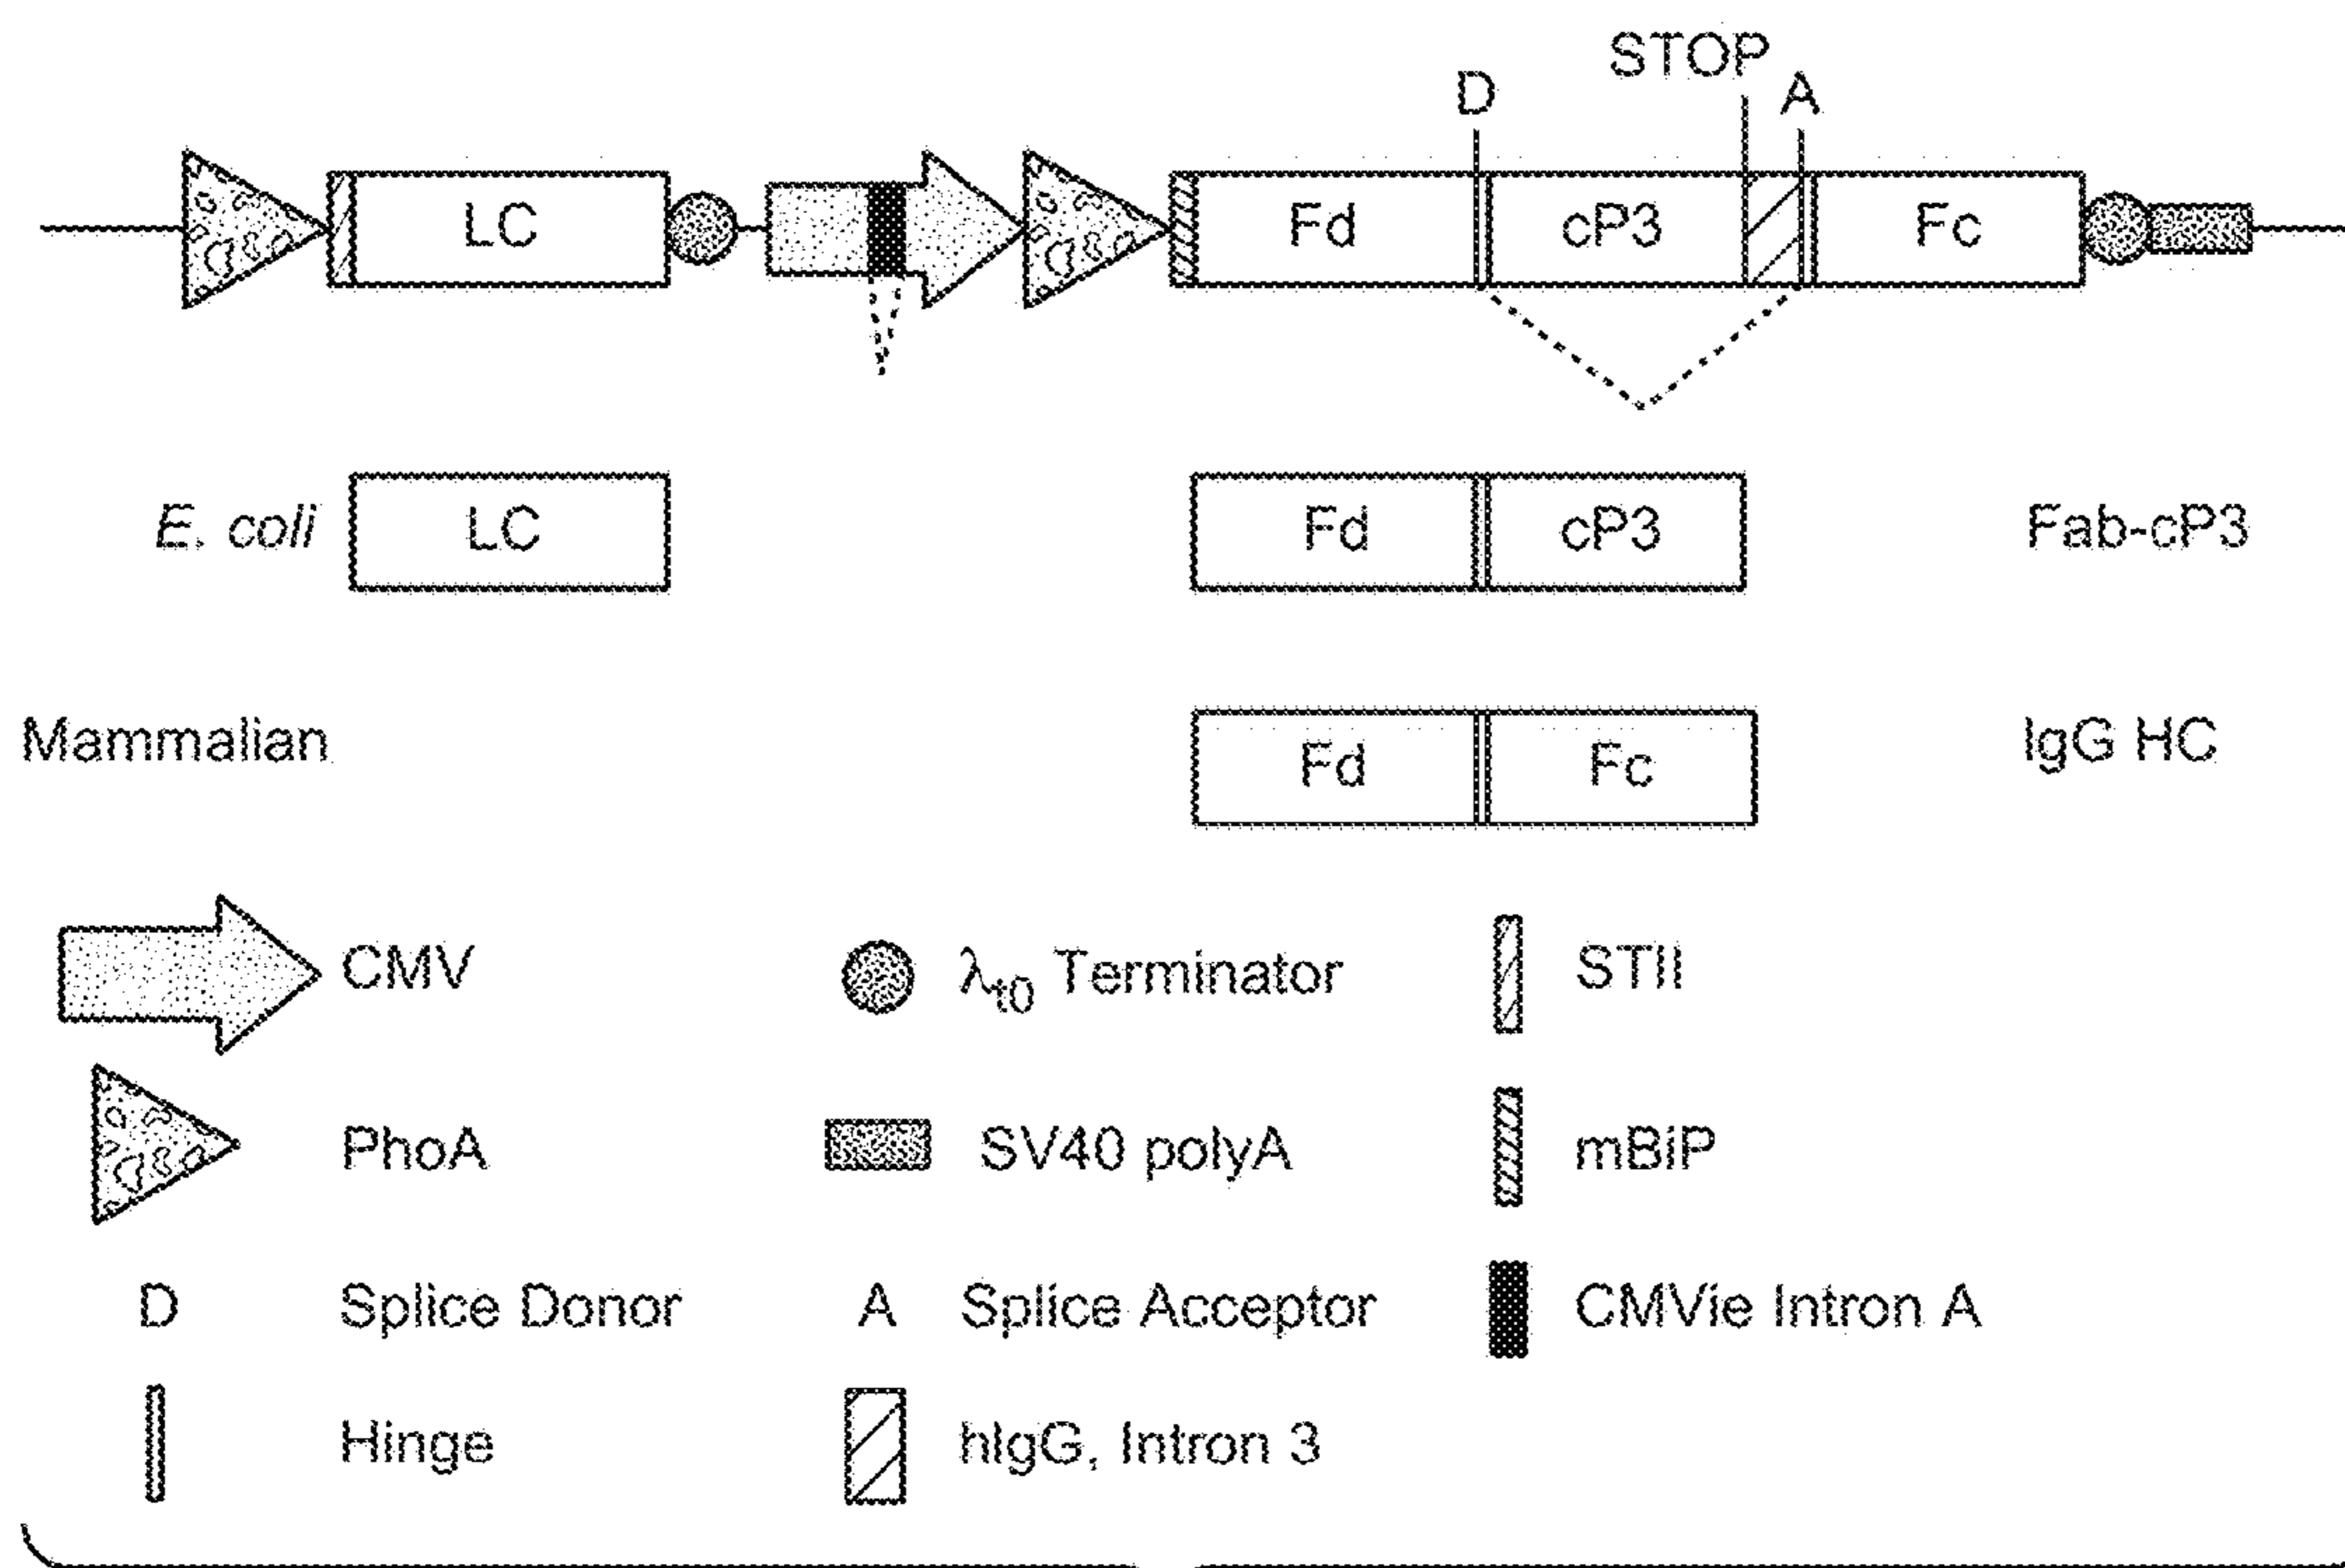 STOP
D A
LC Fd cP3 Fc
E. coli LC Fd cP3 Fab-cP3
Mammalian Fd Fc IgG HC
CMV λt0 Terminator STII
PhoA SV40 polyA mBiP
D Splice Donor A Splice Acceptor CMVie Intron A
Hinge hIgG, Intron 3